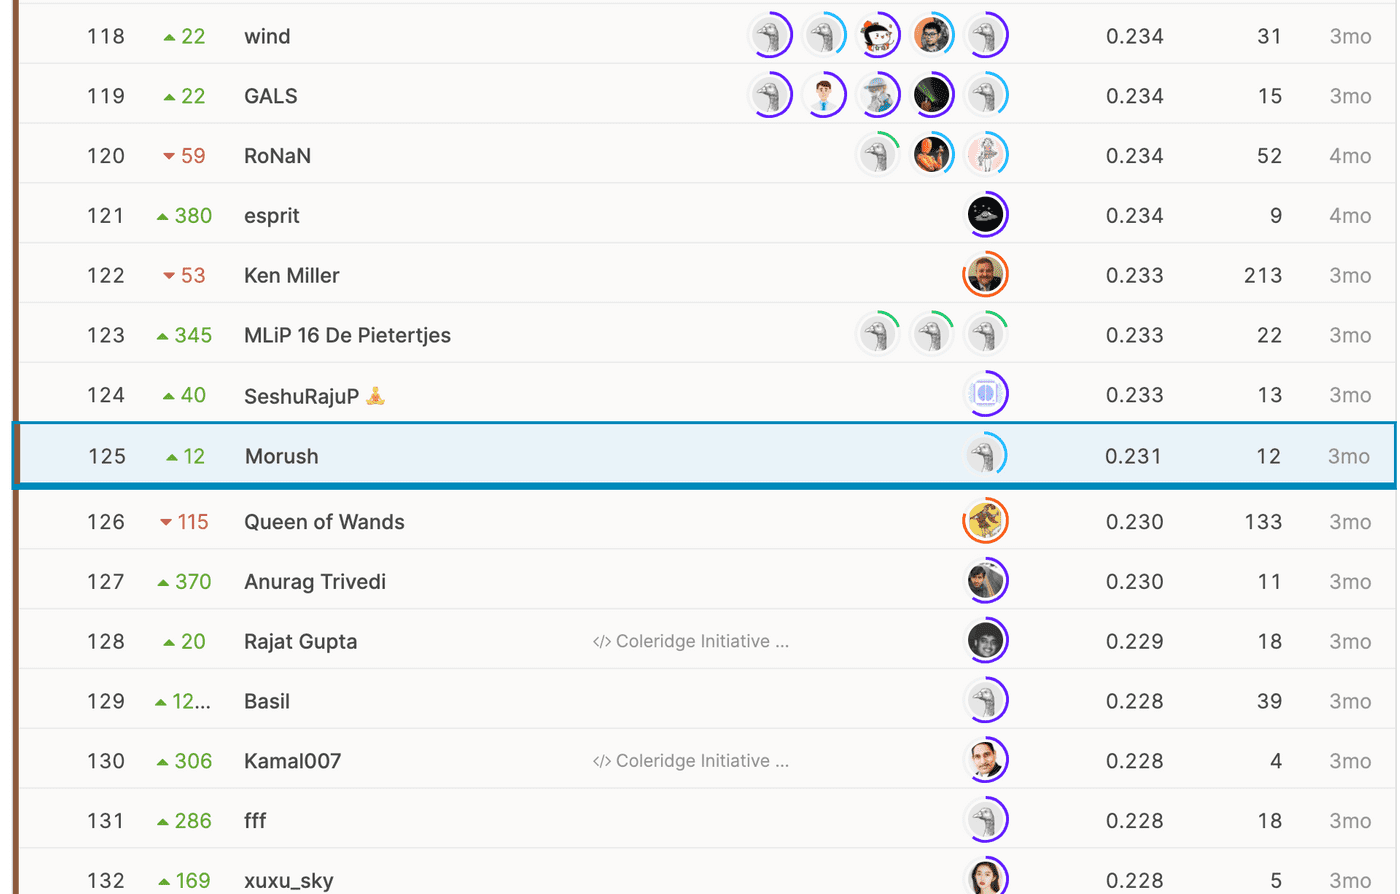 118 22 wind 0.234 31 3mo
119 22 GALS 0.234 15 3mo
120 59 RoNaN 0.234 52 4mo
121 380 esprit 0.234 9 4mo
122 53 Ken Miller 0.233 213 3mo
123 345 MLiP 16 De Pietertjes 0.233 22 3mo
124 40 SeshuRajuP 0.233 13 3mo
125 12 Morush 0.231 12 3mo
126 115 Queen of Wands 0.230 133 3mo
127 370 Anurag Trivedi 0.230 11 3mo
128 20 Rajat Gupta </> Coleridge Initiative ... 0.229 18 3mo
129 12... Basil 0.228 39 3mo
130 306 Kamal007 </> Coleridge Initiative ... 0.228 4 3mo
131 286 fff 0.228 18 3mo
132 169 xuxu_sky 0.228 5 3mo